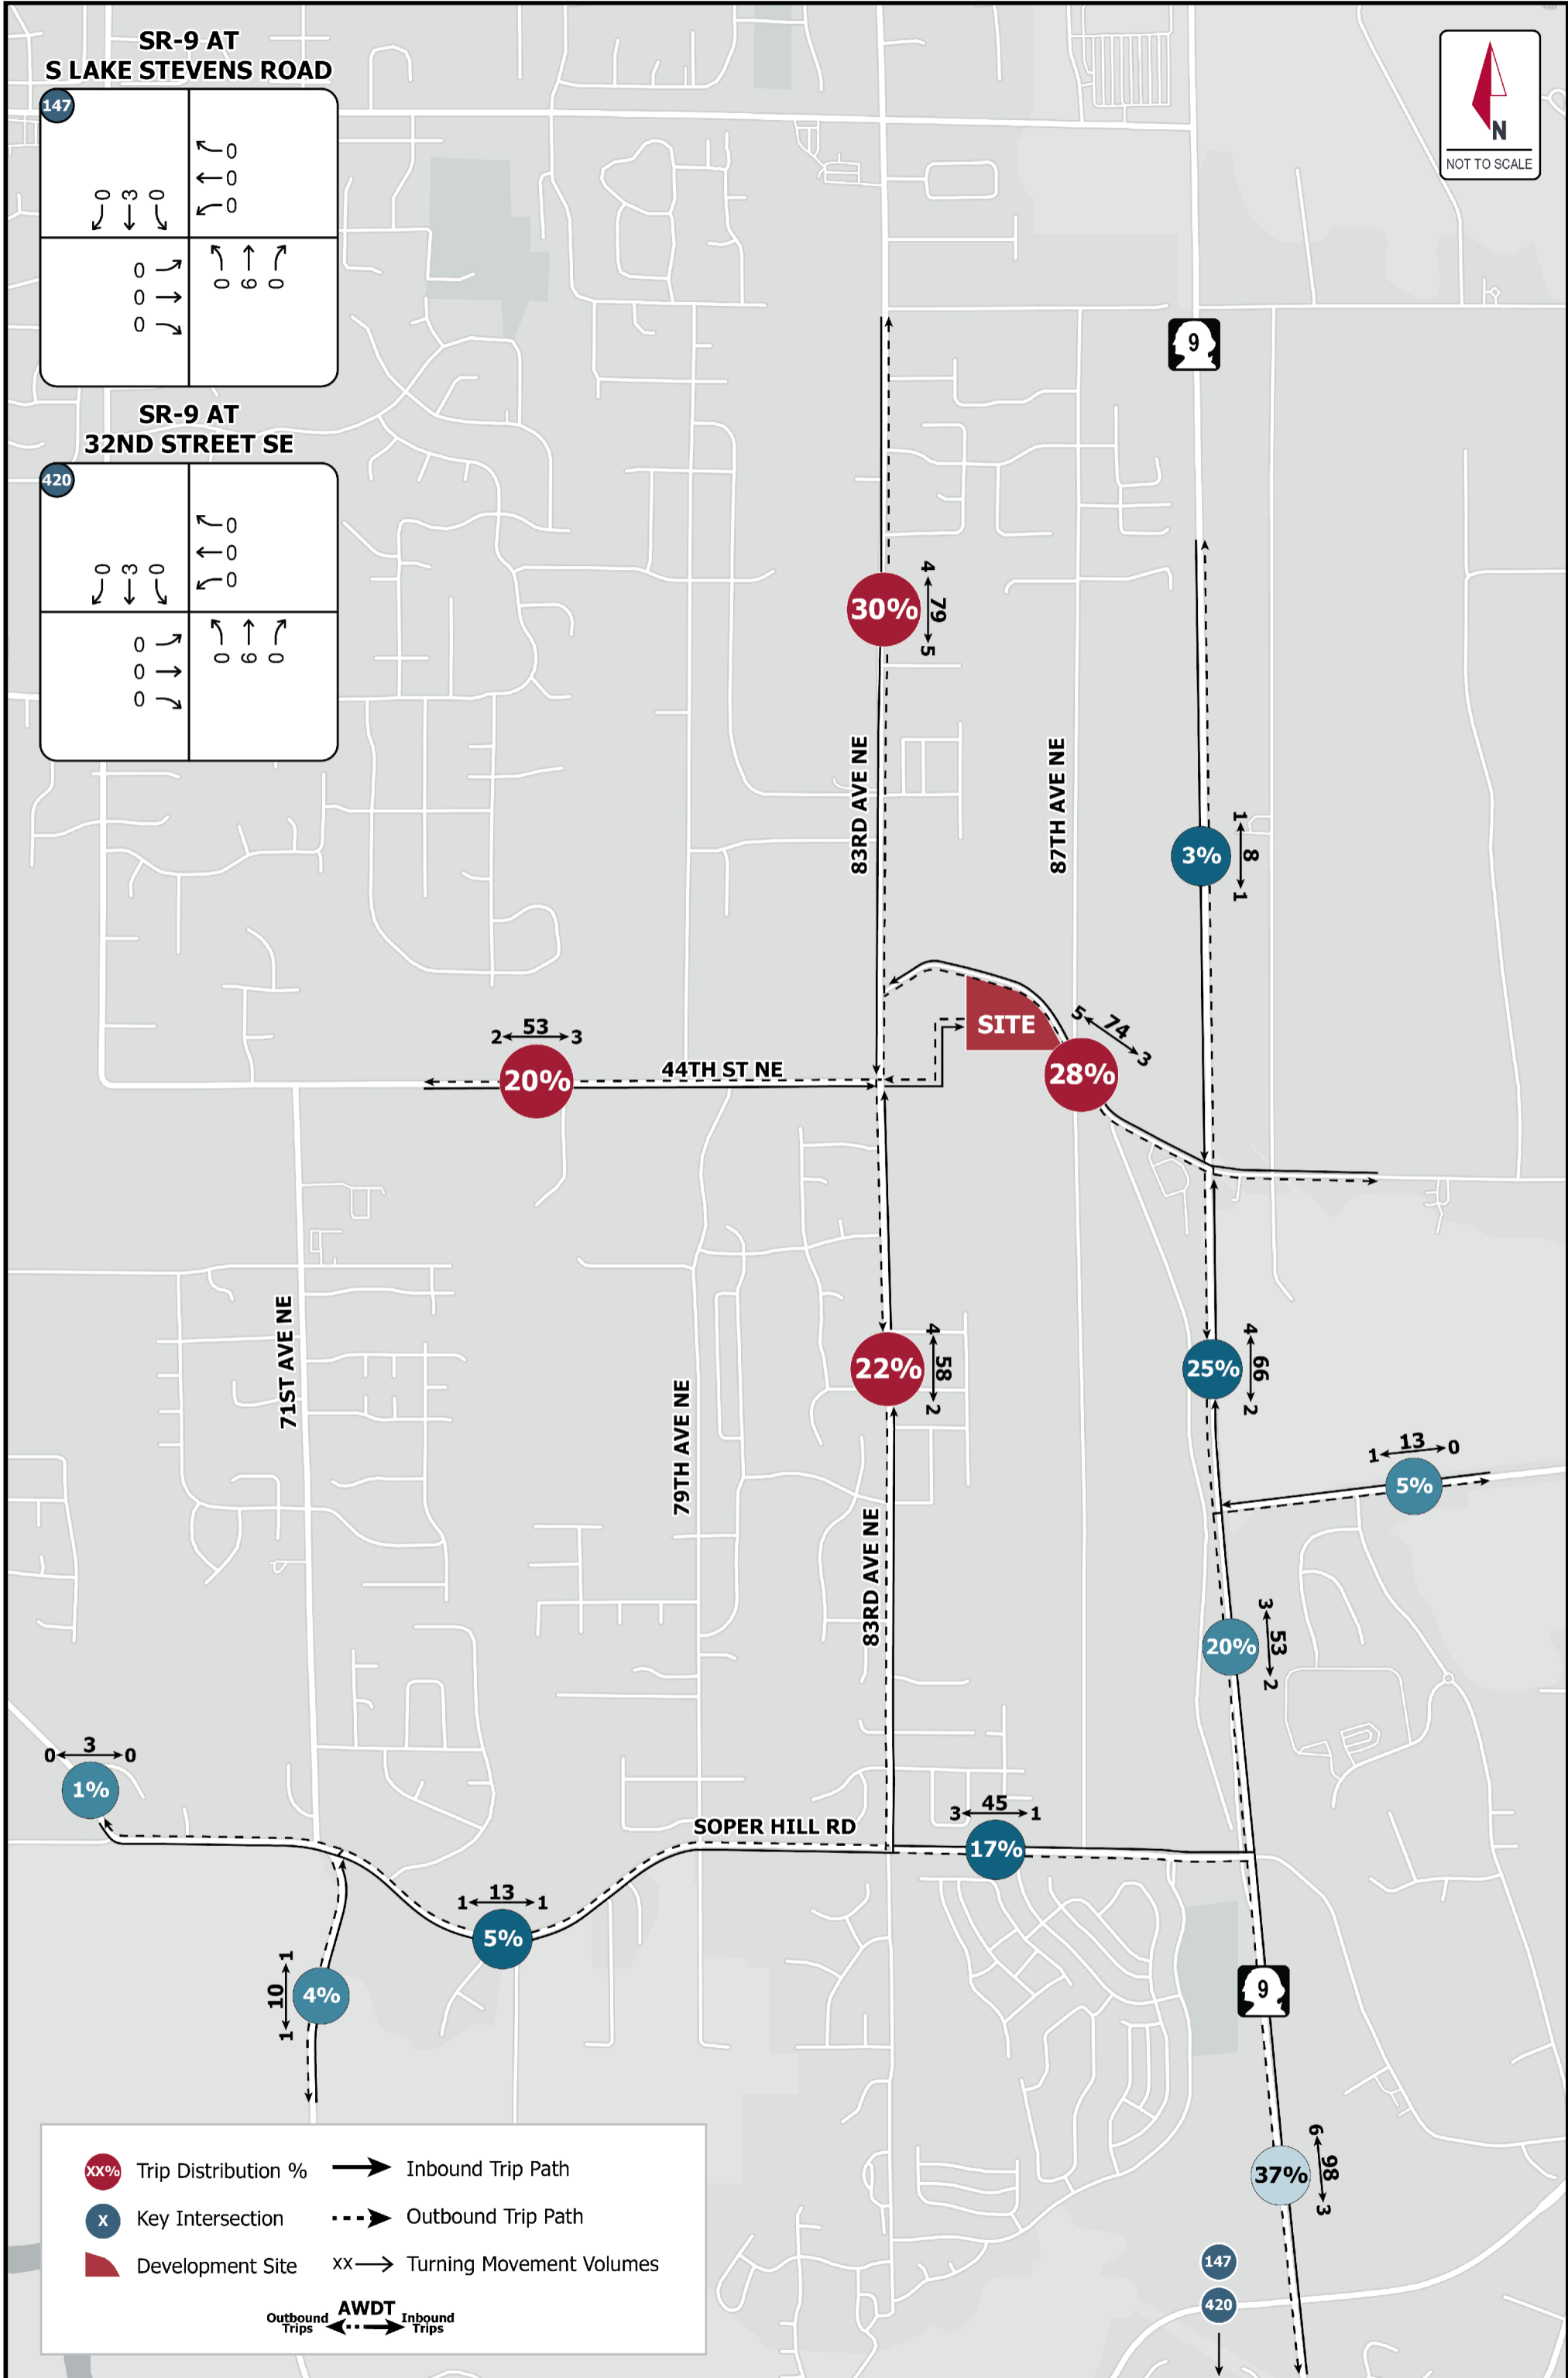 SR-9 AT
S LAKE STEVENS ROAD
147
0
0
0
0 3 0
0
0
0
0 6 0
N
NOT TO SCALE
SR-9 AT
32ND STREET SE
420
0
0
0
0 3 0
0
0
0
0 6 0
9
30%
4 79 5
83RD AVE NE
87TH AVE NE
3%
1 8 1
SITE
2 53 3
20%
44TH ST NE
5 74 3
28%
71ST AVE NE
79TH AVE NE
22%
4 58 2
25%
4 66 2
1 13 0
5%
83RD AVE NE
20%
3 53 2
0 3 0
1%
SOPER HILL RD
3 45 1
17%
1 13 1
5%
1 10 1
4%
9
37%
6 98 3
147
420
XX% Trip Distribution %
Inbound Trip Path
X Key Intersection
Outbound Trip Path
Development Site
XX Turning Movement Volumes
AWDT
Outbound Trips
Inbound Trips